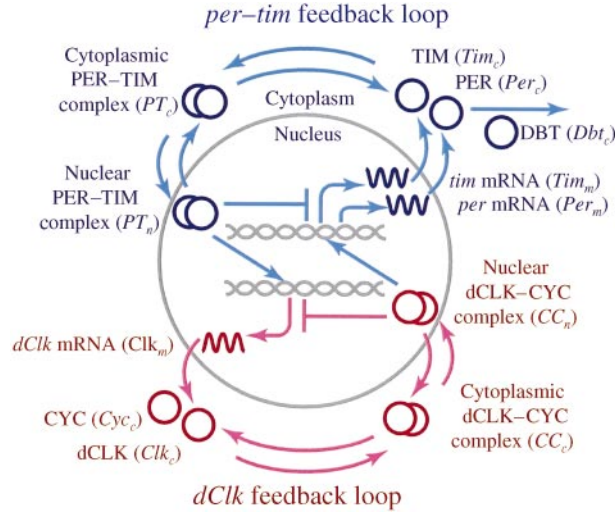 per–tim feedback loop
Cytoplasmic
PER–TIM
complex (PTc)
TIM (Timc)
PER (Perc)
Cytoplasm
Nucleus
DBT (Dbtc)
Nuclear
PER–TIM
complex (PTn)
tim mRNA (Timm)
per mRNA (Perm)
Nuclear
dCLK–CYC
complex (CCn)
dClk mRNA (Clkm)
Cytoplasmic
dCLK–CYC
complex (CCc)
CYC (Cycc)
dCLK (Clkc)
dClk feedback loop